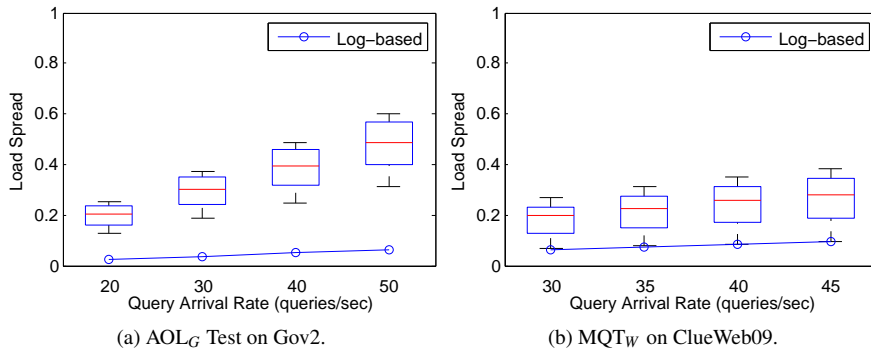 1
0.8
0.6
0.4
0.2
0
Load Spread
Log−based
20 30 40 50
Query Arrival Rate (queries/sec)
(a) AOLG Test on Gov2.
1
0.8
0.6
0.4
0.2
0
Load Spread
Log−based
30 35 40 45
Query Arrival Rate (queries/sec)
(b) MQTW on ClueWeb09.